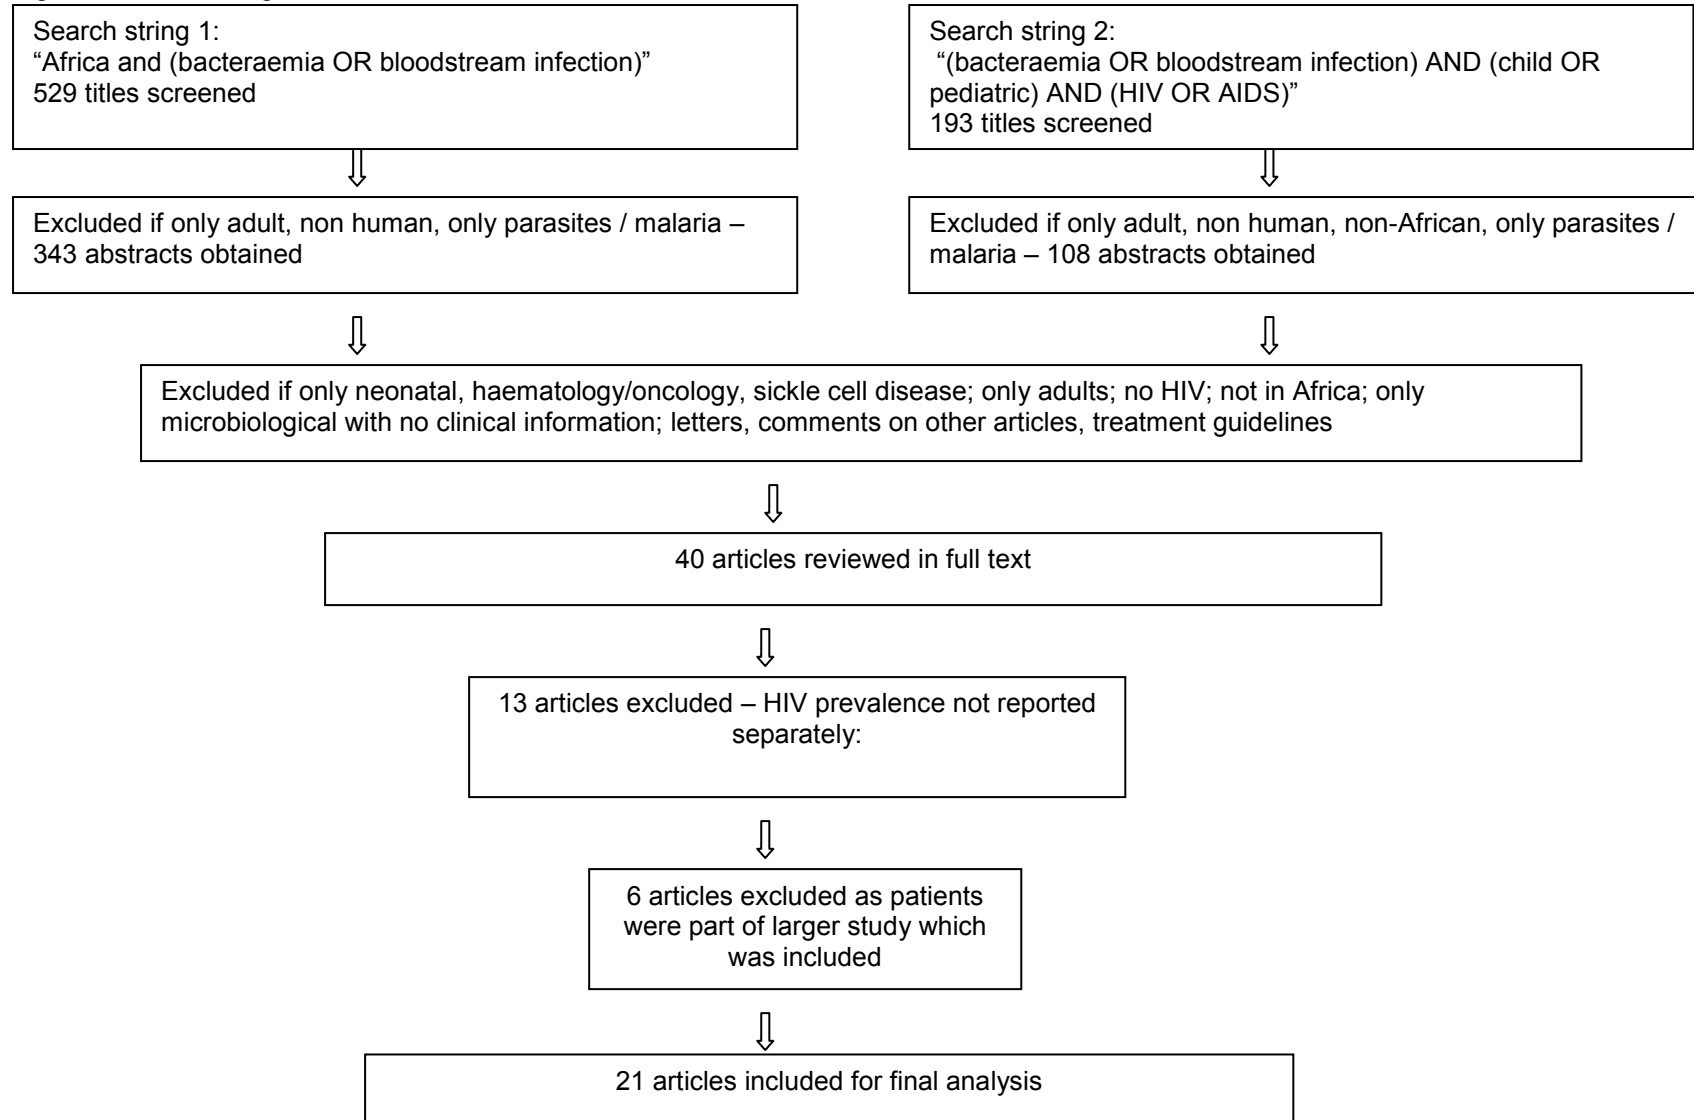 Search string 1:
“Africa and (bacteraemia OR bloodstream infection)”
529 titles screened
Search string 2:
“(bacteraemia OR bloodstream infection) AND (child OR
pediatric) AND (HIV OR AIDS)”
193 titles screened
Excluded if only adult, non human, only parasites / malaria –
343 abstracts obtained
Excluded if only adult, non human, non-African, only parasites /
malaria – 108 abstracts obtained
Excluded if only neonatal, haematology/oncology, sickle cell disease; only adults; no HIV; not in Africa; only
microbiological with no clinical information; letters, comments on other articles, treatment guidelines
40 articles reviewed in full text
13 articles excluded – HIV prevalence not reported
separately:
6 articles excluded as patients
were part of larger study which
was included
21 articles included for final analysis